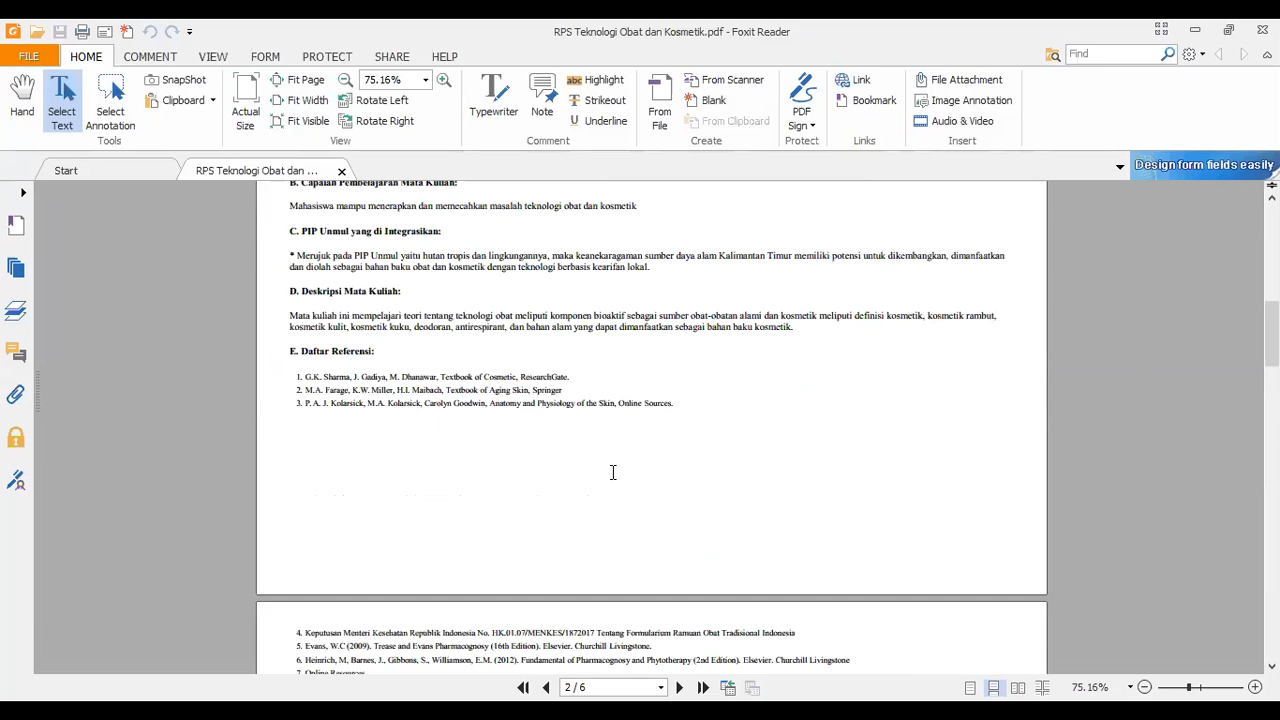 RPS Teknologi Obat dan Kosmetik.pdf - Foxit Reader
FILE HOME COMMENT VIEW FORM PROTECT SHARE HELP
Find
Hand
Select Text
Select Annotation
Tools
SnapShot
Clipboard
Actual Size
Fit Page
Fit Width
Fit Visible
75.16%
Rotate Left
Rotate Right
View
Typewriter
Note
abc Highlight
abc Strikeout
abc Underline
Comment
From File
From Scanner
Blank
From Clipboard
Create
PDF Sign
Protect
Link
Bookmark
Links
File Attachment
Image Annotation
Audio & Video
Insert
Start
RPS Teknologi Obat dan ...
Design form fields easily
B. Capaian Pembelajaran Mata Kuliah:
Mahasiswa mampu menerapkan dan memecahkan masalah teknologi obat dan kosmetik
C. PIP Unmul yang di Integrasikan:
* Merujuk pada PIP Unmul yaitu hutan tropis dan lingkungannya, maka keanekaragaman sumber daya alam Kalimantan Timur memiliki potensi untuk dikembangkan, dimanfaatkan
dan diolah sebagai bahan baku obat dan kosmetik dengan teknologi berbasis kearifan lokal.
D. Deskripsi Mata Kuliah:
Mata kuliah ini mempelajari teori tentang teknologi obat meliputi komponen bioaktif sebagai sumber obat-obatan alami dan kosmetik meliputi definisi kosmetik, kosmetik rambut,
kosmetik kulit, kosmetik kuku, deodoran, antirespirant, dan bahan alam yang dapat dimanfaatkan sebagai bahan baku kosmetik.
E. Daftar Referensi:
1. G.K. Sharma, J. Gadiya, M. Dhanawar, Textbook of Cosmetic, ResearchGate.
2. M.A. Farage, K.W. Miller, H.I. Maibach, Textbook of Aging Skin, Springer
3. P. A. J. Kolarsick, M.A. Kolarsick, Carolyn Goodwin, Anatomy and Physiology of the Skin, Online Sources.
4. Keputusan Menteri Kesehatan Republik Indonesia No. HK.01.07/MENKES/1872017 Tentang Formularium Ramuan Obat Tradisional Indonesia
5. Evans, W.C (2009). Trease and Evans Pharmacognosy (16th Edition). Elsevier. Churchill Livingstone.
6. Heinrich, M, Barnes, J., Gibbons, S., Williamson, E.M. (2012). Fundamental of Pharmacognosy and Phytotherapy (2nd Edition). Elsevier. Churchill Livingstone
7. Online Resources
2 / 6
75.16%